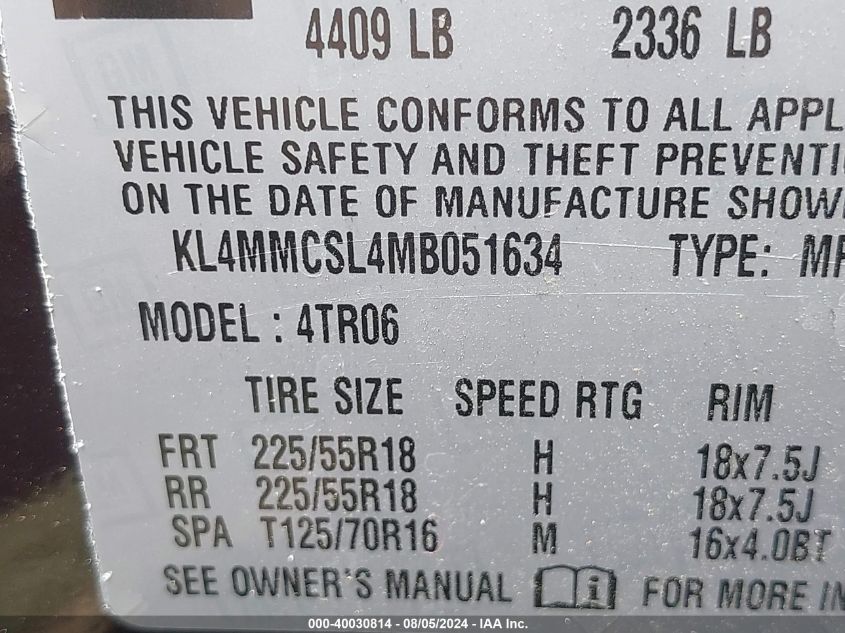 4409 LB 2336 LB
THIS VEHICLE CONFORMS TO ALL APPL
VEHICLE SAFETY AND THEFT PREVENTI
ON THE DATE OF MANUFACTURE SHOW
KL4MMCSL4MB051634 TYPE: MP
MODEL : 4TR06
TIRE SIZE SPEED RTG RIM
FRT 225/55R18 H 18x7.5J
RR 225/55R18 H 18x7.5J
SPA T125/70R16 M 16x4.0BT
SEE OWNER'S MANUAL i FOR MORE IN
000-40030814 - 08/05/2024 - IAA Inc.